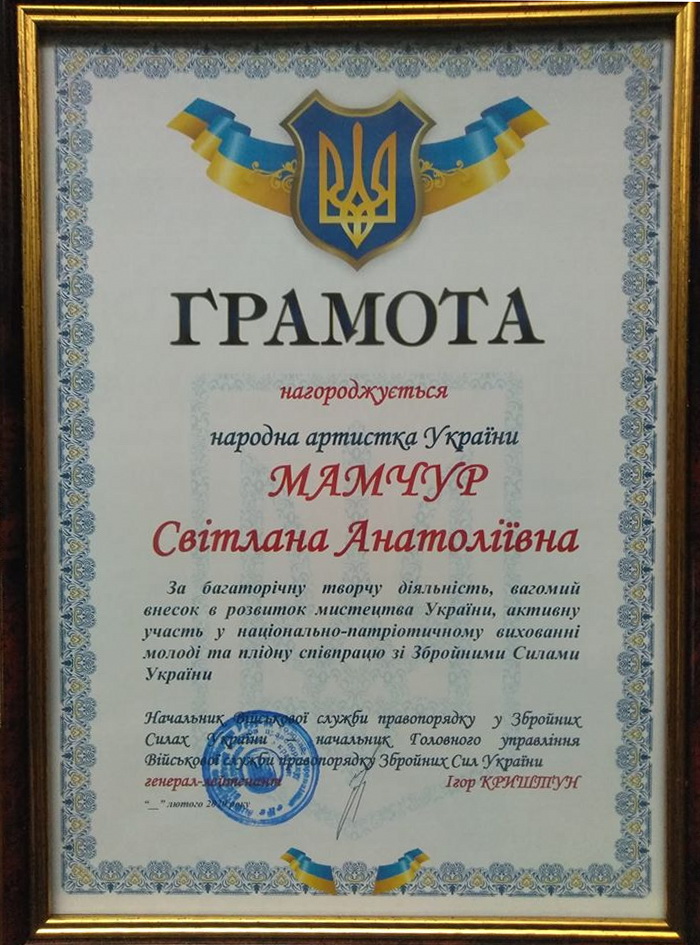 ГРАМОТА
нагороджується
народна артистка України
МАМЧУР
Світлана Анатоліївна
За багаторічну творчу діяльність, вагомий
внесок в розвиток мистецтва України, активну
участь у національно-патріотичному вихованні
молоді та плідну співпрацю зі Збройними Силами
України
Начальник Військової служби правопорядку у Збройних
Силах України - начальник Головного управління
Військової служби правопорядку Збройних Сил України
генерал-лейтенант Ігор КРИШТУН
“__” лютого року